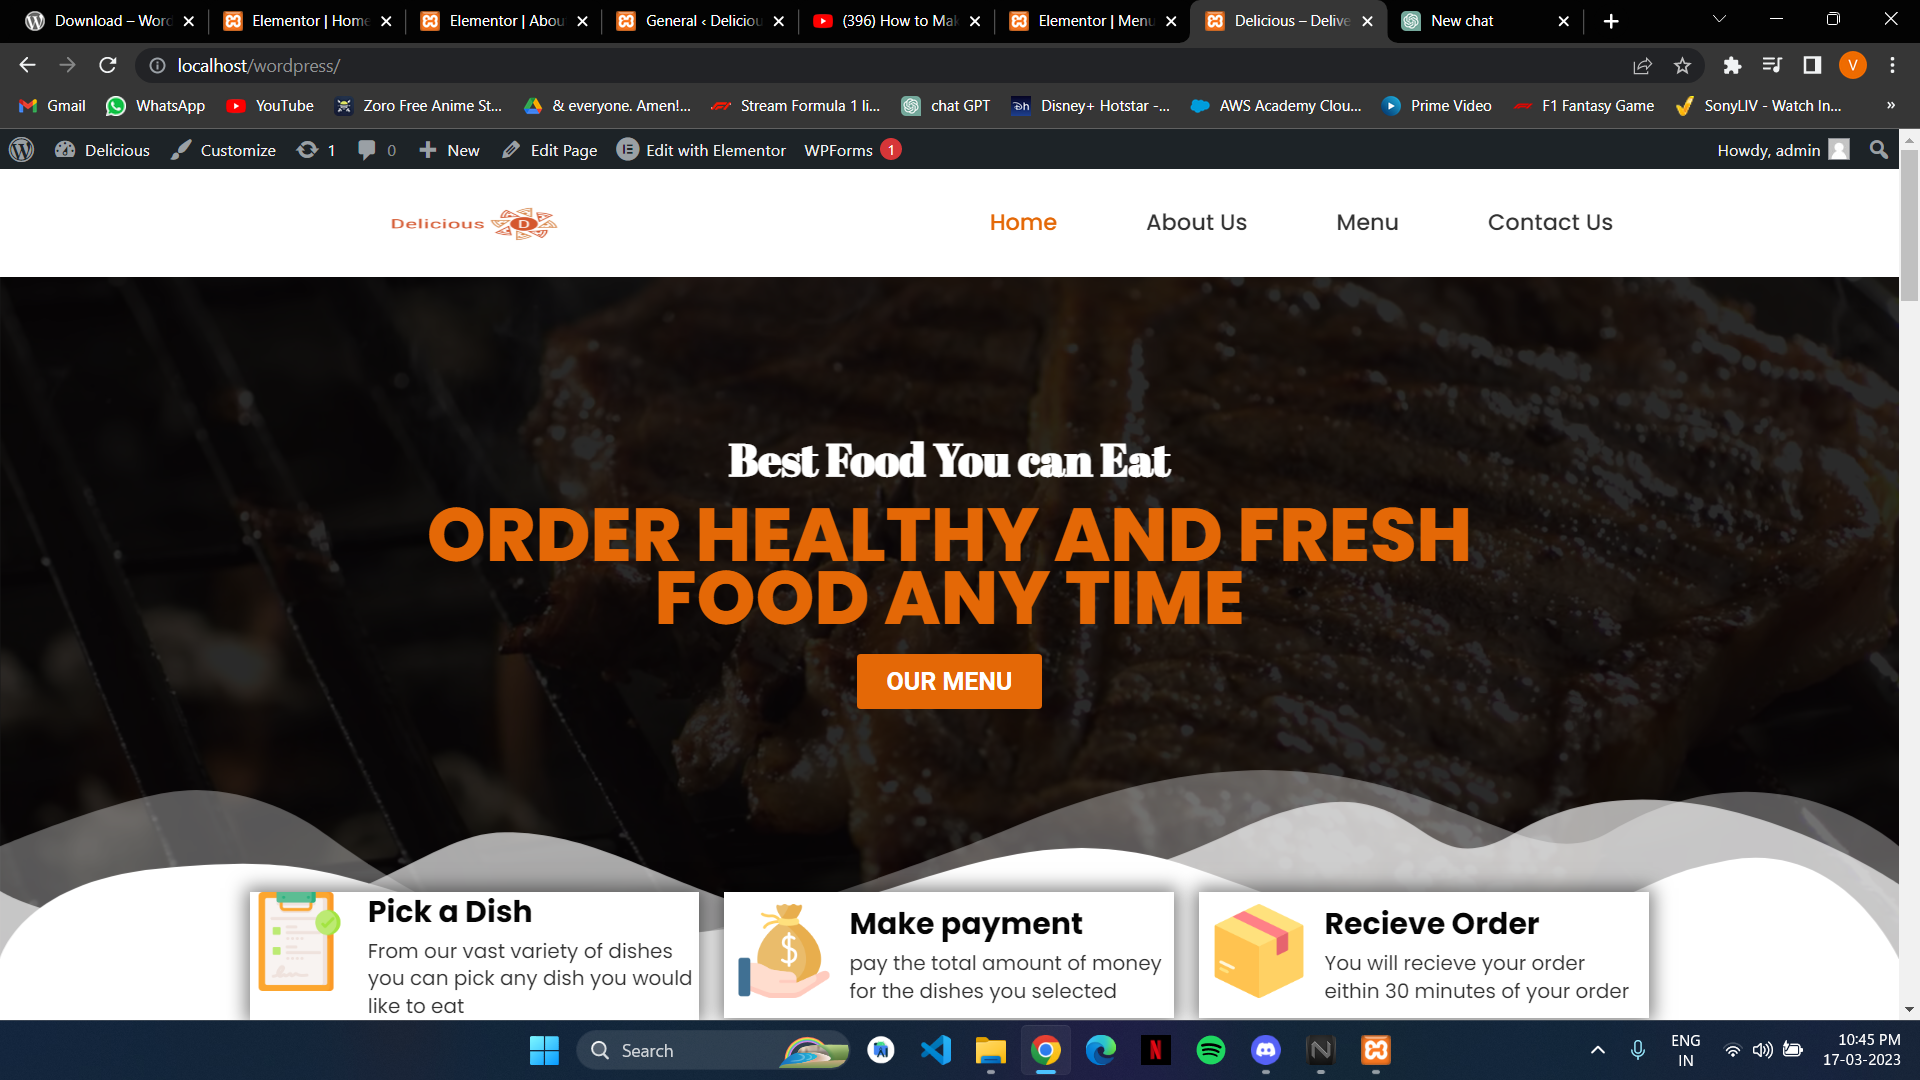 Download – Word
Elementor | Home
Elementor | Abou
General ‹ Deliciou
(396) How to Mak
Elementor | Menu
Delicious – Delive
New chat
localhost/wordpress/
V
Gmail
WhatsApp
YouTube
Zoro Free Anime St...
& everyone. Amen!...
Stream Formula 1 li...
chat GPT
Disney+ Hotstar -...
AWS Academy Clou...
Prime Video
F1 Fantasy Game
SonyLIV - Watch In...
»
Delicious
Customize
1
0
New
Edit Page
Edit with Elementor
WPForms 1
Howdy, admin
Delicious D
Home
About Us
Menu
Contact Us
Best Food You can Eat
ORDER HEALTHY AND FRESH
FOOD ANY TIME
OUR MENU
Pick a Dish
From our vast variety of dishes
you can pick any dish you would
like to eat
$
Make payment
pay the total amount of money
for the dishes you selected
Recieve Order
You will recieve your order
eithin 30 minutes of your order
Search
ENG
IN
10:45 PM
17-03-2023